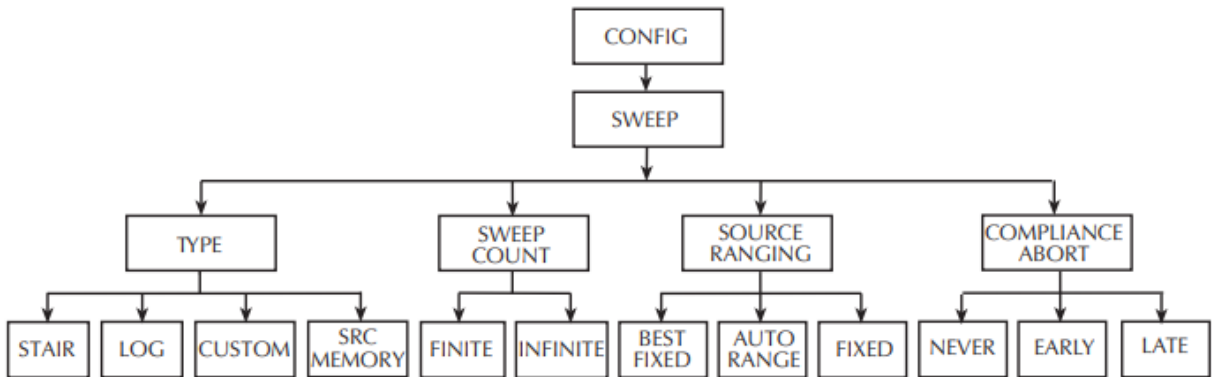 CONFIG
SWEEP
TYPE
SWEEP
COUNT
SOURCE
RANGING
COMPLIANCE
ABORT
STAIR
LOG
CUSTOM
SRC
MEMORY
FINITE
INFINITE
BEST
FIXED
AUTO
RANGE
FIXED
NEVER
EARLY
LATE